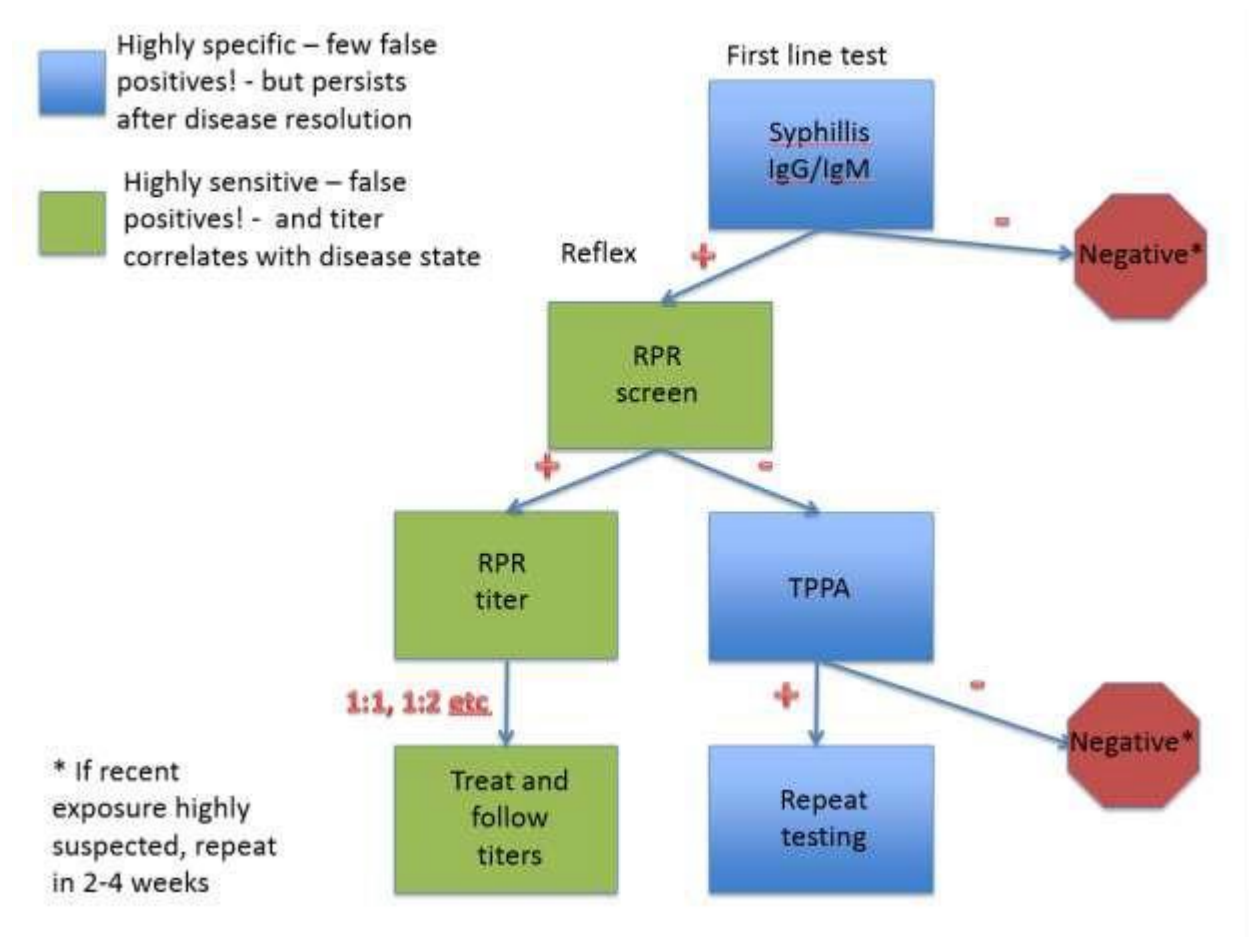 Highly specific – few false
positives! - but persists
after disease resolution
Highly sensitive – false
positives! -  and titer
correlates with disease state
First line test
Syphillis
IgG/IgM
-
Negative*
Reflex
+
RPR
screen
+
-
RPR
titer
TPPA
1:1, 1:2 etc
+
-
Negative*
Treat and
follow
titers
Repeat
testing
* If recent
exposure highly
suspected, repeat
in 2-4 weeks